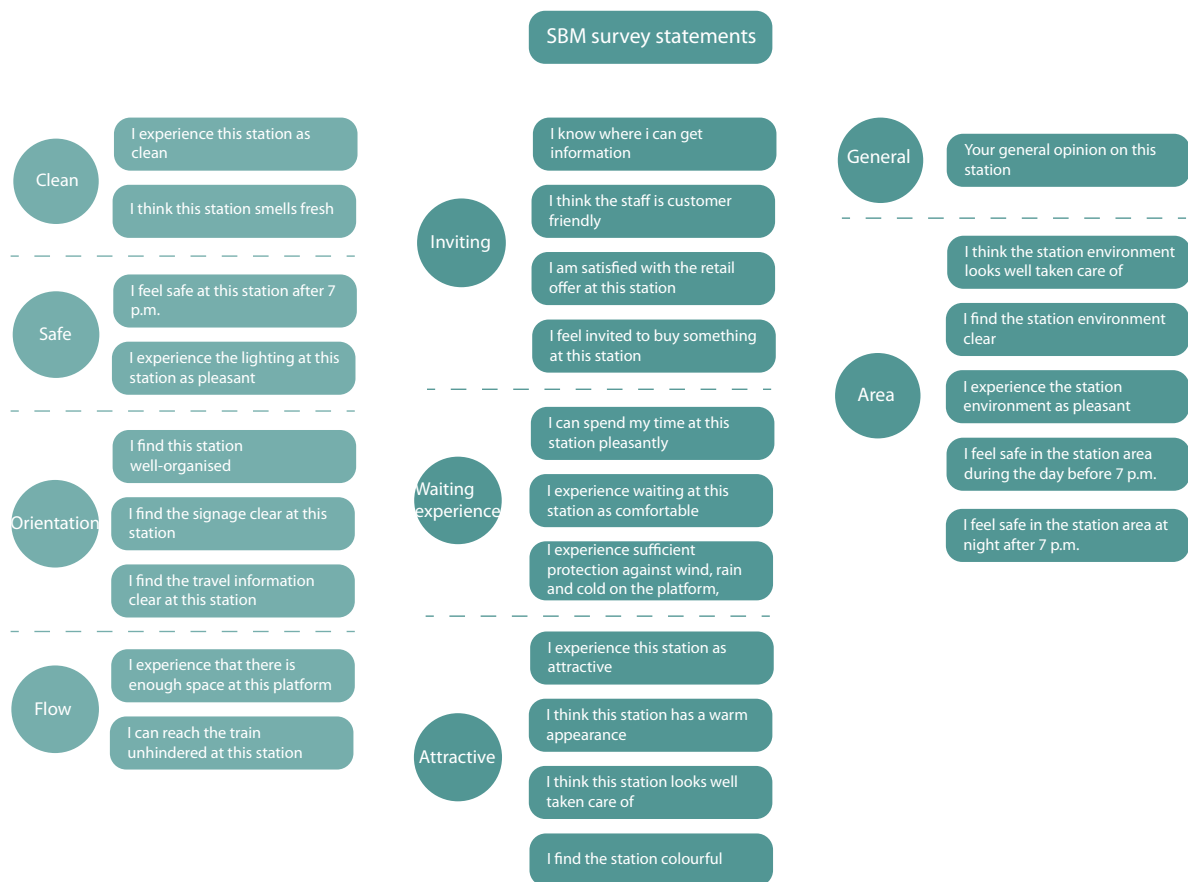 SBM survey statements
Clean
I experience this station as
clean
I think this station smells fresh
Safe
I feel safe at this station after 7
p.m.
I experience the lighting at this
station as pleasant
Orientation
I find this station
well-organised
I find the signage clear at this
station
I find the travel information
clear at this station
Flow
I experience that there is
enough space at this platform
I can reach the train
unhindered at this station
Inviting
I know where i can get
information
I think the staff is customer
friendly
I am satisfied with the retail
offer at this station
I feel invited to buy something
at this station
Waiting
experience
I can spend my time at this
station pleasantly
I experience waiting at this
station as comfortable
I experience sufficient
protection against wind, rain
and cold on the platform,
Attractive
I experience this station as
attractive
I think this station has a warm
appearance
I think this station looks well
taken care of
I find the station colourful
General
Your general opinion on this
station
Area
I think the station environment
looks well taken care of
I find the station environment
clear
I experience the station
environment as pleasant
I feel safe in the station area
during the day before 7 p.m.
I feel safe in the station area at
night after 7 p.m.